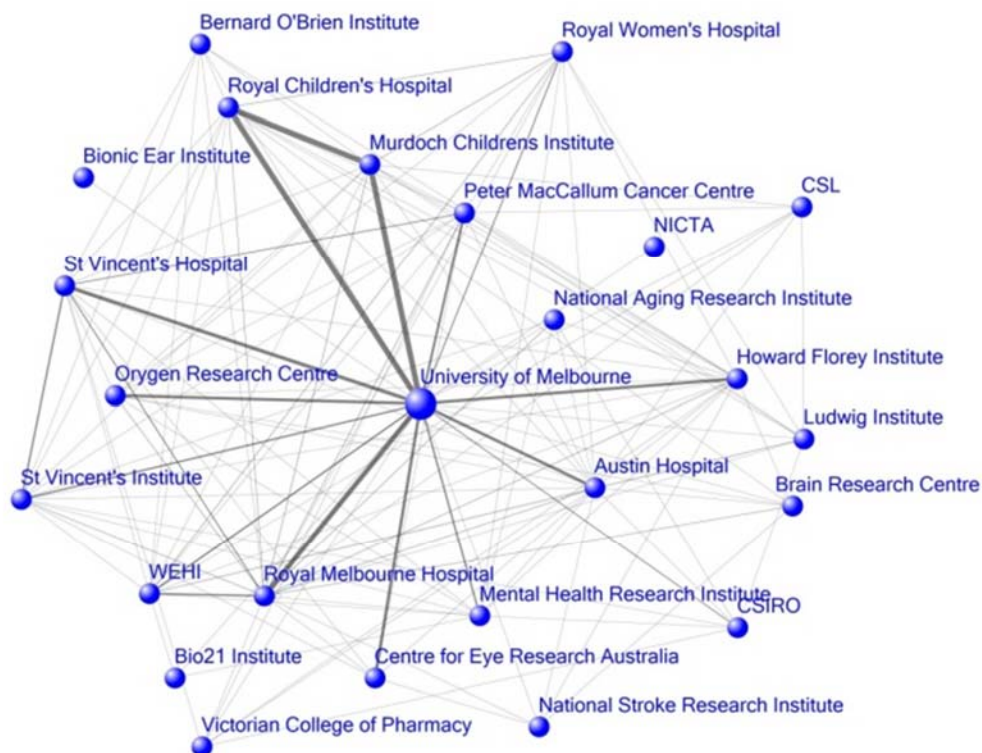 Bernard O'Brien Institute
Royal Women's Hospital
Royal Children's Hospital
Murdoch Childrens Institute
Bionic Ear Institute
Peter MacCallum Cancer Centre
CSL
NICTA
St Vincent's Hospital
National Aging Research Institute
Howard Florey Institute
Orygen Research Centre
University of Melbourne
Ludwig Institute
Austin Hospital
St Vincent's Institute
Brain Research Centre
WEHI
Royal Melbourne Hospital
Mental Health Research Institute
CSIRO
Bio21 Institute
Centre for Eye Research Australia
Victorian College of Pharmacy
National Stroke Research Institute